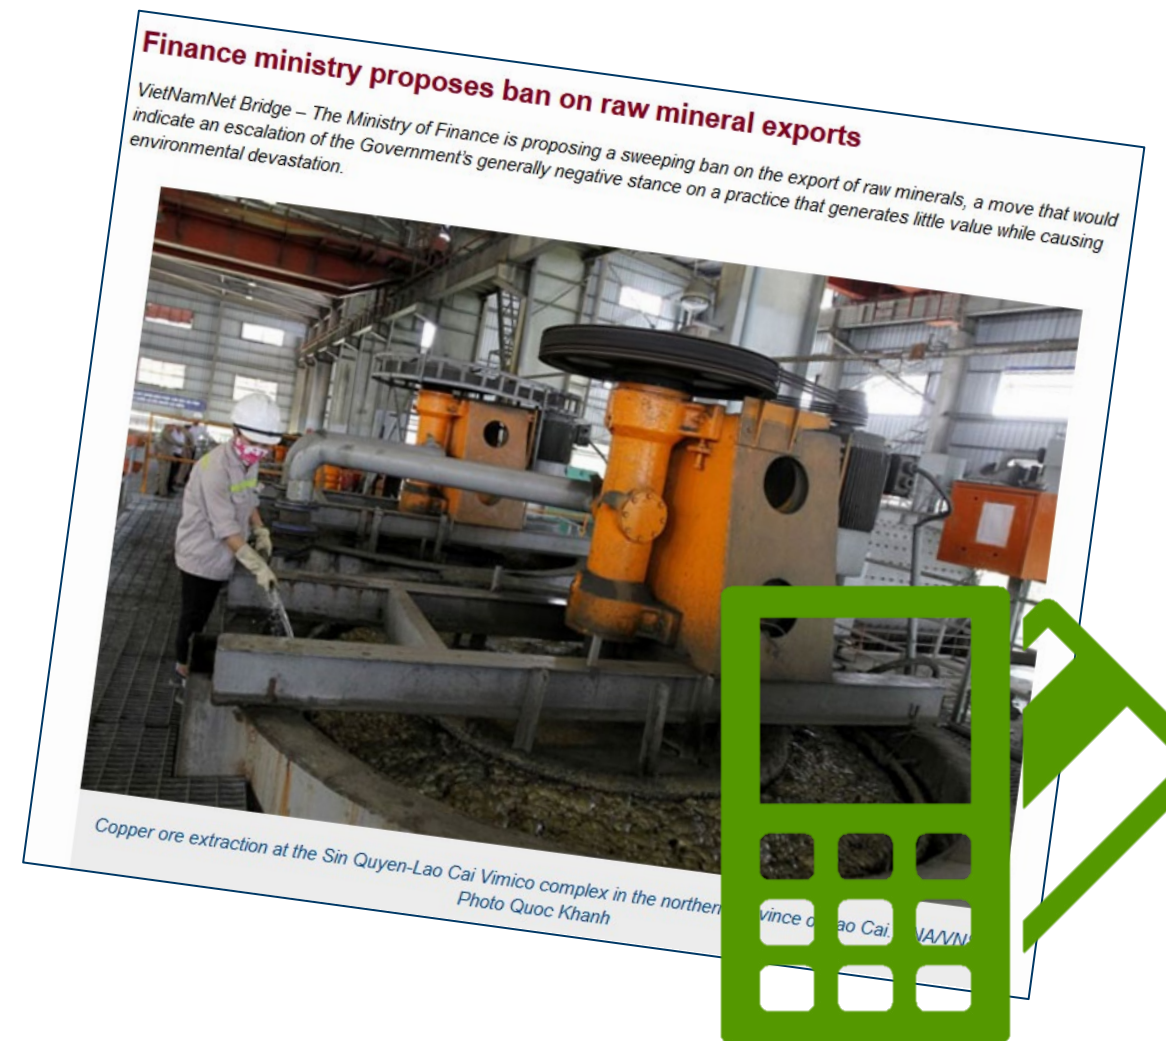 Finance ministry proposes ban on raw mineral exports
VietNamNet Bridge – The Ministry of Finance is proposing a sweeping ban on the export of raw minerals, a move that would
indicate an escalation of the Government's generally negative stance on a practice that generates little value while causing
environmental devastation.
Copper ore extraction at the Sin Quyen-Lao Cai Vimico complex in the northern
Photo Quoc Khanh